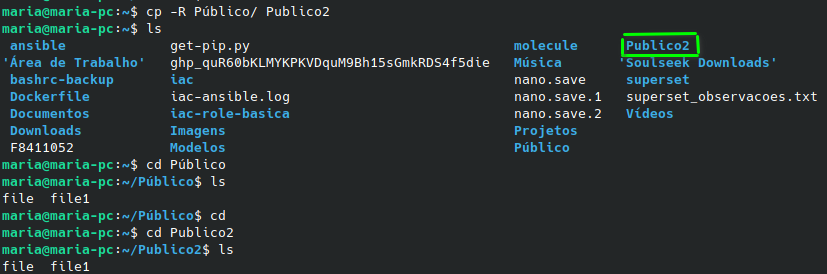 maria@maria-pc:~$ cp -R Público/ Publico2
maria@maria-pc:~$ ls
ansible get-pip.py molecule Publico2
'Área de Trabalho' 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 Música 'Soulseek Downloads'
bashrc-backup iac nano.save superset
Dockerfile iac-ansible.log nano.save.1 superset_observacoes.txt
Documentos iac-role-basica nano.save.2 Vídeos
Downloads Imagens Projetos
F8411052 Modelos Público
maria@maria-pc:~$ cd Público
maria@maria-pc:~/Público$ ls
file file1
maria@maria-pc:~/Público$ cd
maria@maria-pc:~$ cd Publico2
maria@maria-pc:~/Publico2$ ls
file file1